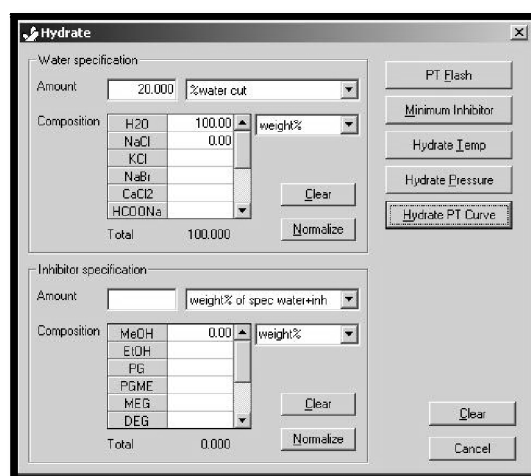 Hydrate
Water specification
Amount 20.000 %water cut
Composition H2O 100.00 weight%
NaCl 0.00
KCl
NaBr
CaCl2
HCOONa
Clear
Total 100.000 Normalize
Inhibitor specification
Amount weight% of spec water+inh
Composition MeOH 0.00 weight%
EtOH
PG
PGME
MEG
DEG
Clear
Total 0.000 Normalize
PT Flash
Minimum Inhibitor
Hydrate Temp
Hydrate Pressure
Hydrate PT Curve
Clear
Cancel